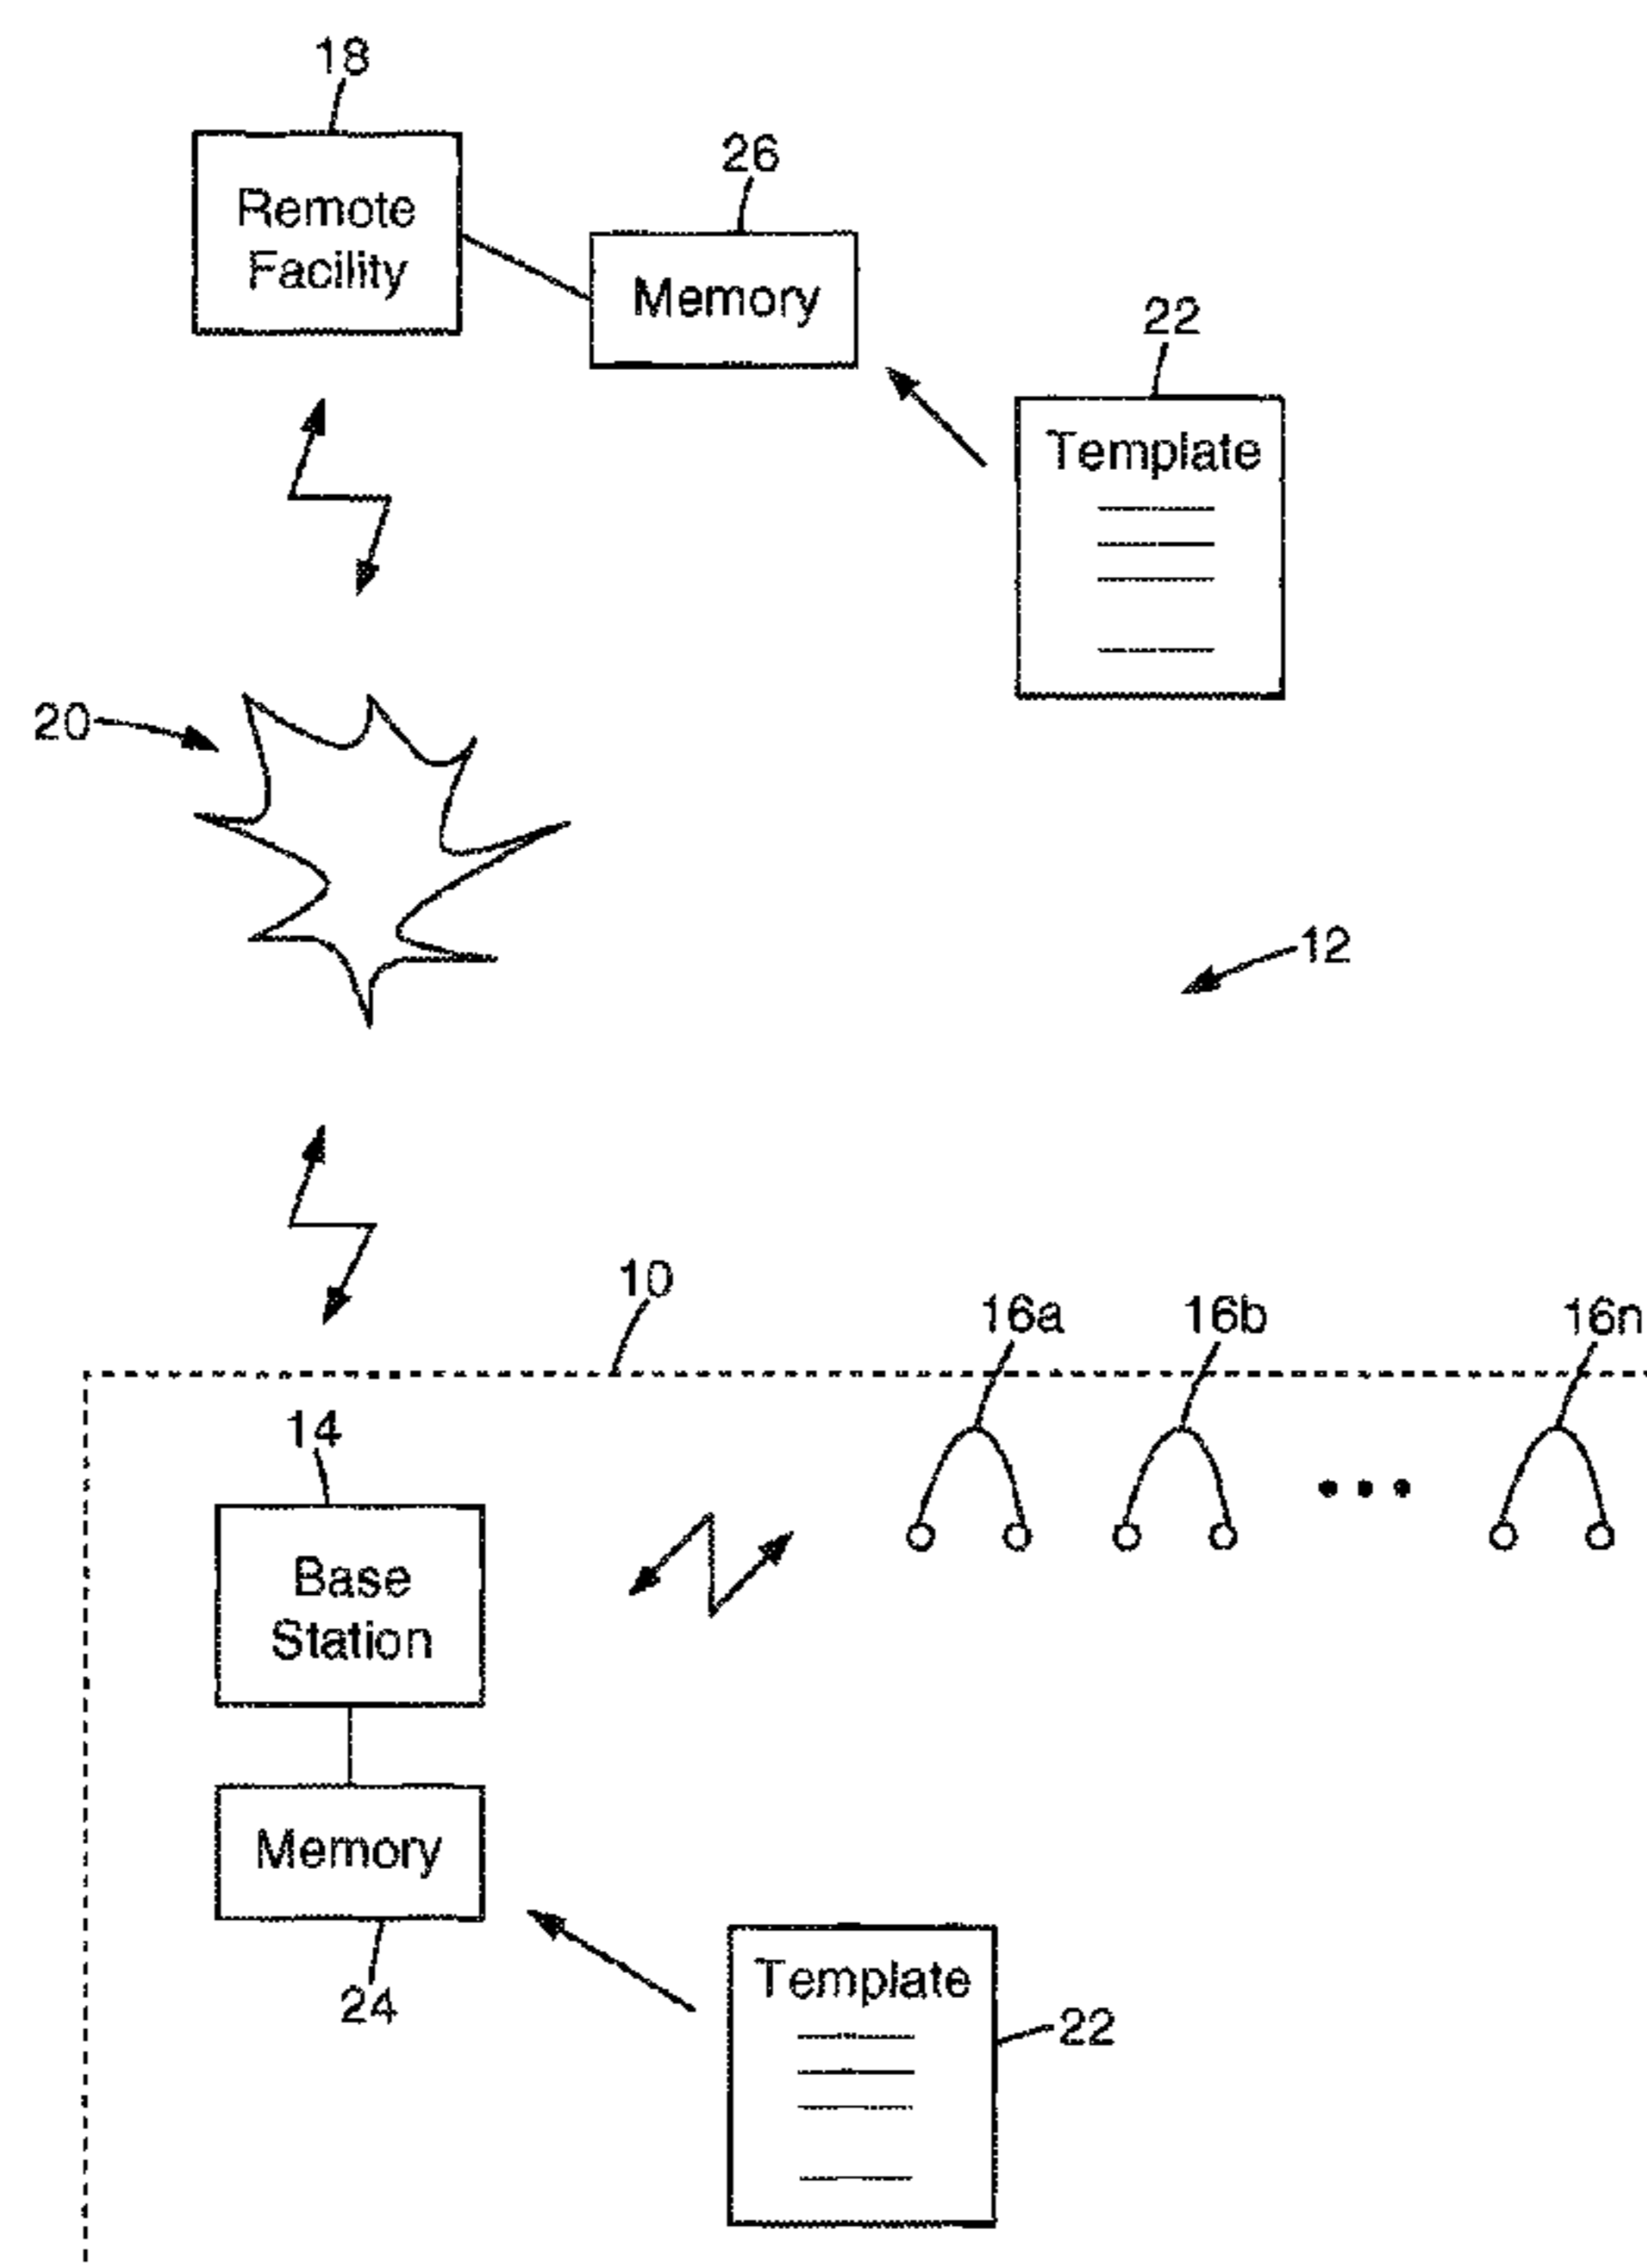 18
Remote
Facility
26
Memory
22
Template
20
12
10
16a
16b
16n
14
Base
Station
Memory
24
Template
22